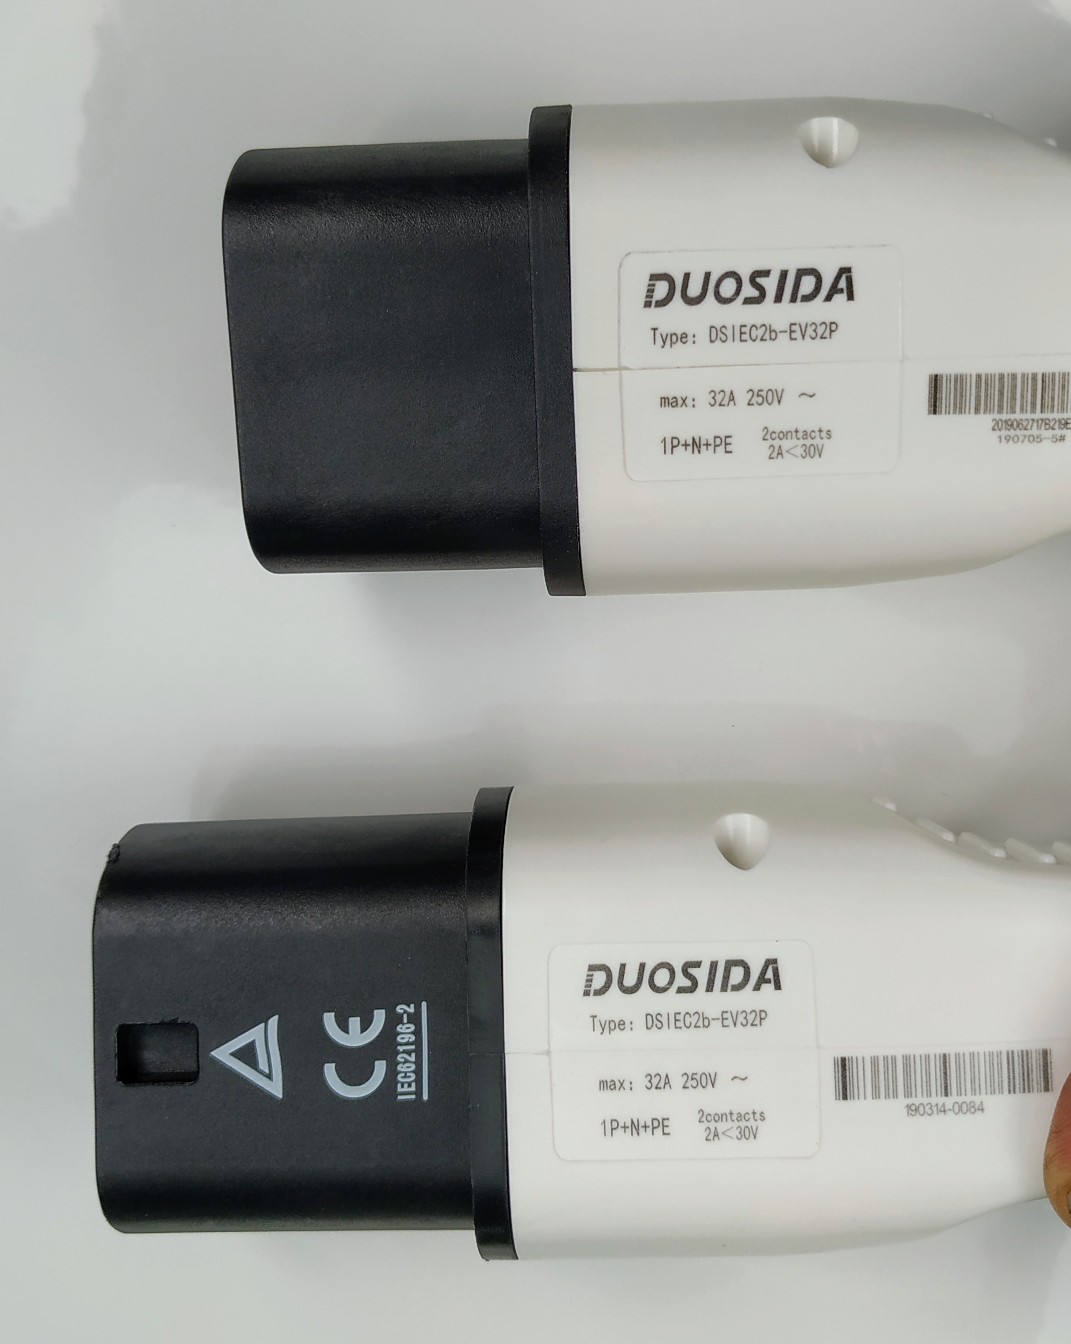 DUOSIDA
Type: DSIEC2b-EV32P
max: 32A 250V ~
1P+N+PE
2contacts
2A<30V
2019062717B219E
190705-5#
DUOSIDA
Type: DSIEC2b-EV32P
max: 32A 250V ~
1P+N+PE
2contacts
2A<30V
190314-0084
CE
IEC62196-2